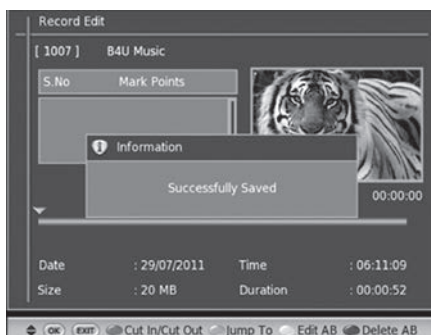 Record Edit
[ 1007 ] B4U Music
S.No Mark Points
Information
Successfully Saved
00:00:00
Date : 29/07/2011 Time : 06:11:09
Size : 20 MB Duration : 00:00:52
OK EXIT Cut In/Cut Out Jump To Edit AB Delete AB